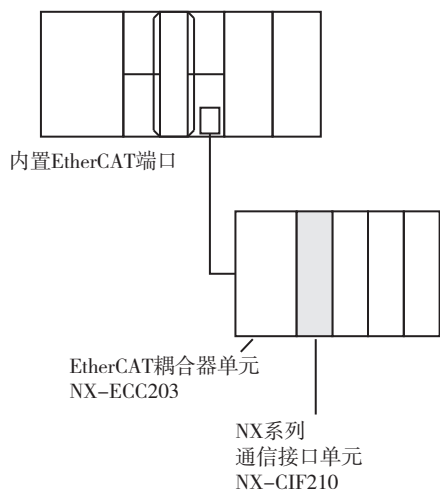 内置EtherCAT端口
EtherCAT耦合器单元
NX-ECC203
NX系列
通信接口单元
NX-CIF210